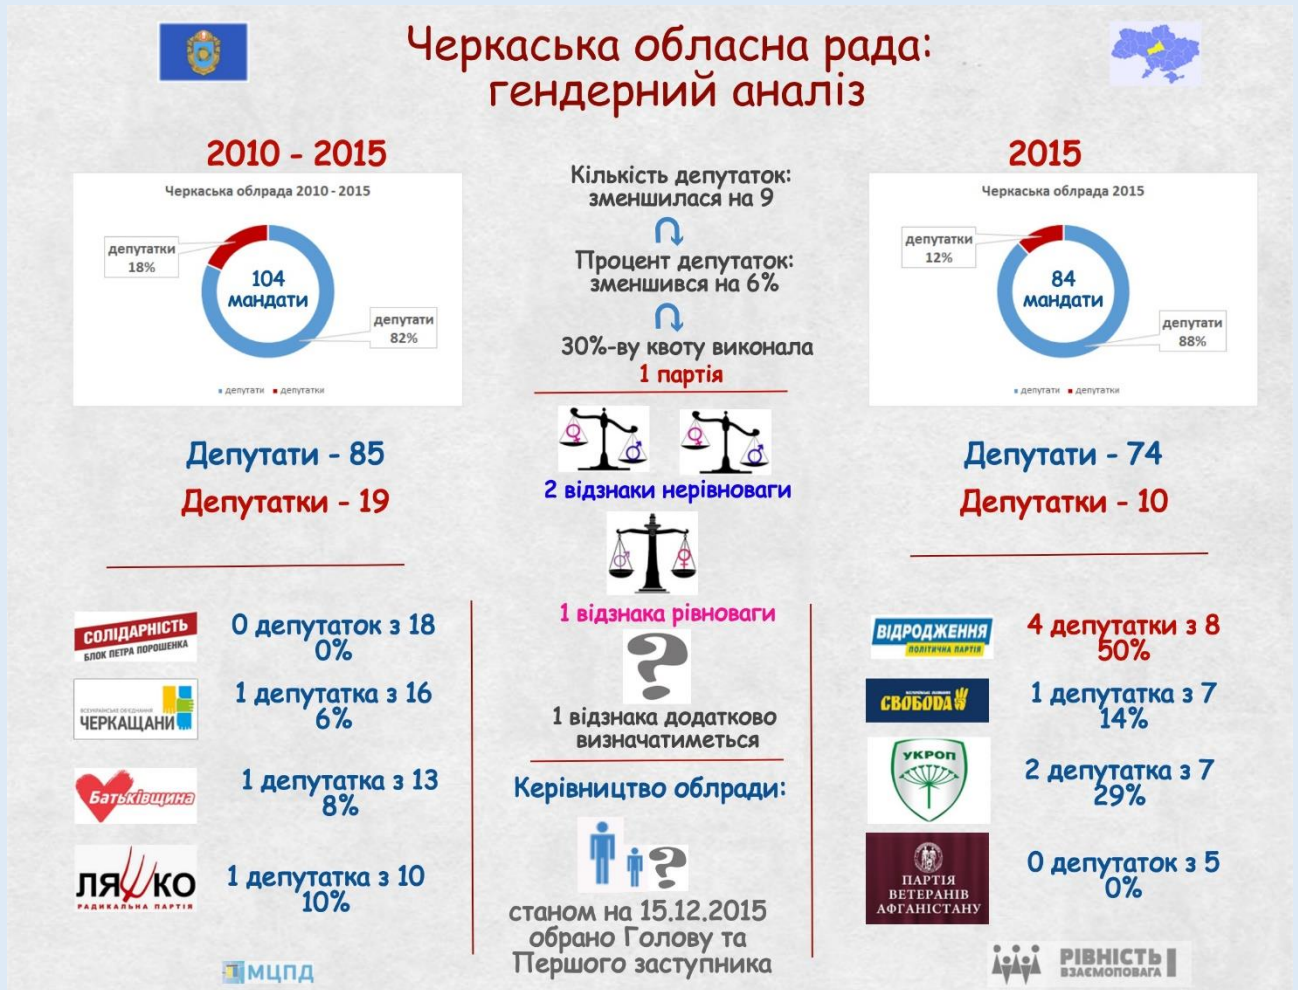 Черкаська обласна рада:
гендерний аналіз
2010 - 2015
Черкаська облрада 2010 - 2015
депутатки
18%
104
мандати
депутати
82%
депутати депутатки
Депутати - 85
Депутатки - 19
Кількість депутаток:
зменшилася на 9
Процент депутаток:
зменшився на 6%
30%-ву квоту виконала
1 партія
2 відзнаки нерівноваги
1 відзнака рівноваги
?
1 відзнака додатково
визначатиметься
2015
Черкаська облрада 2015
депутатки
12%
84
мандати
депутати
88%
депутати депутатки
Депутати - 74
Депутатки - 10
СОЛІДАРНІСТЬ
БЛОК ПЕТРА ПОРОШЕНКА
0 депутаток з 18
0%
ЧЕРКАЩАНИ
1 депутатка з 16
6%
Батьківщина
1 депутатка з 13
8%
ЛЯШКО
РАДИКАЛЬНА ПАРТІЯ
1 депутатка з 10
10%
МЦПД
Керівництво облради:
?
станом на 15.12.2015
обрано Голову та
Першого заступника
ВІДРОДЖЕННЯ
ПОЛІТИЧНА ПАРТІЯ
4 депутатки з 8
50%
СВОБОДА
1 депутатка з 7
14%
УКРОП
2 депутатка з 7
29%
ПАРТІЯ
ВЕТЕРАНІВ
АФГАНІСТАНУ
0 депутаток з 5
0%
РІВНІСТЬ
ВЗАЄМОПОВАГА